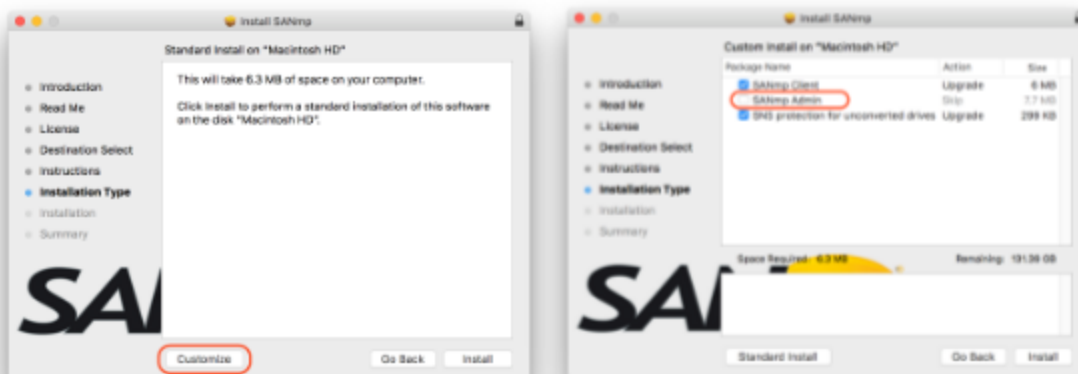 Install SANmp
Standard Install on "Macintosh HD"
This will take 6.3 MB of space on your computer.
Click Install to perform a standard installation of this software
on the disk "Macintosh HD".
Introduction
Read Me
License
Destination Select
Instructions
Installation Type
Installation
Summary
SAN
Customize
Go Back
Install
Install SANmp
Custom Install on "Macintosh HD"
Package Name Action Size
SANmp Client Upgrade 6 MB
SANmp Admin Skip 7.7 MB
SNS protection for unconverted drives Upgrade 299 KB
Introduction
Read Me
License
Destination Select
Instructions
Installation Type
Installation
Summary
Space Required: 6.3 MB Remaining: 131.39 GB
SAN
Standard Install
Go Back
Install